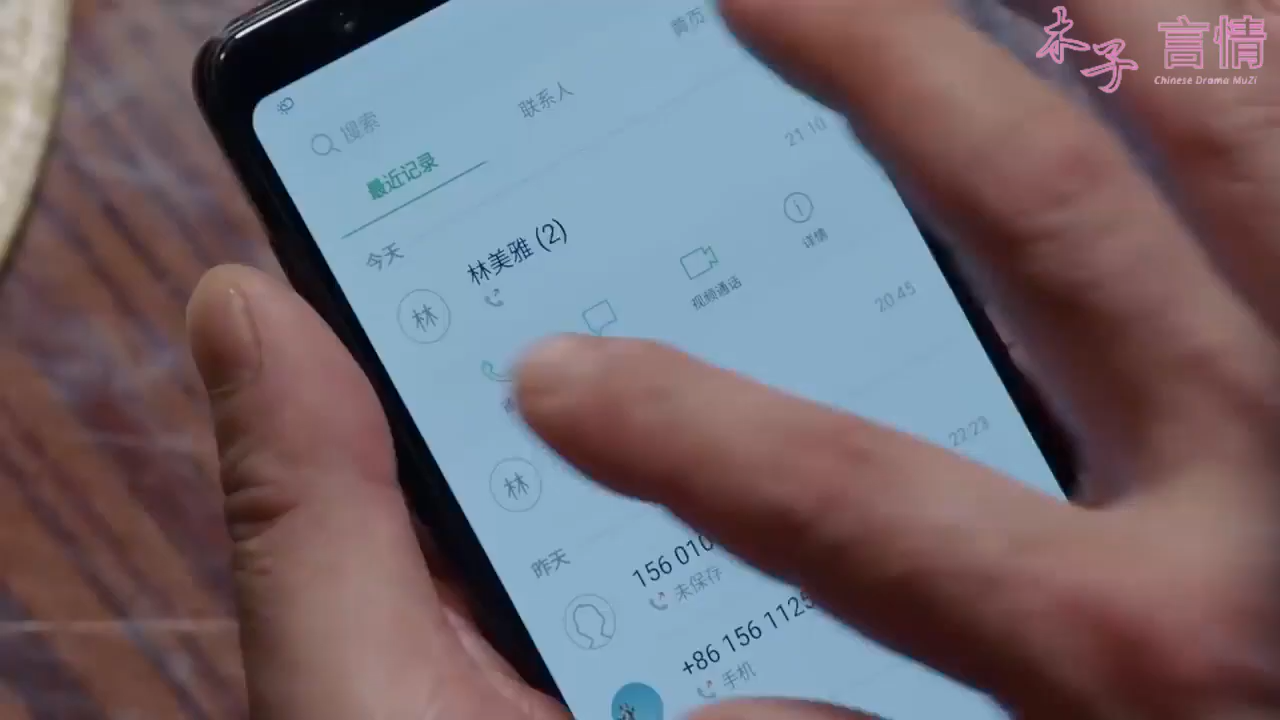 木子 言情
Chinese Drama MuZi
黄页
联系人
搜索
最近记录
21:10
今天
林美雅 (2)
详情
林
视频通话
20:45
22:23
林
昨天
156 010
未保存
+86 156 1125
手机